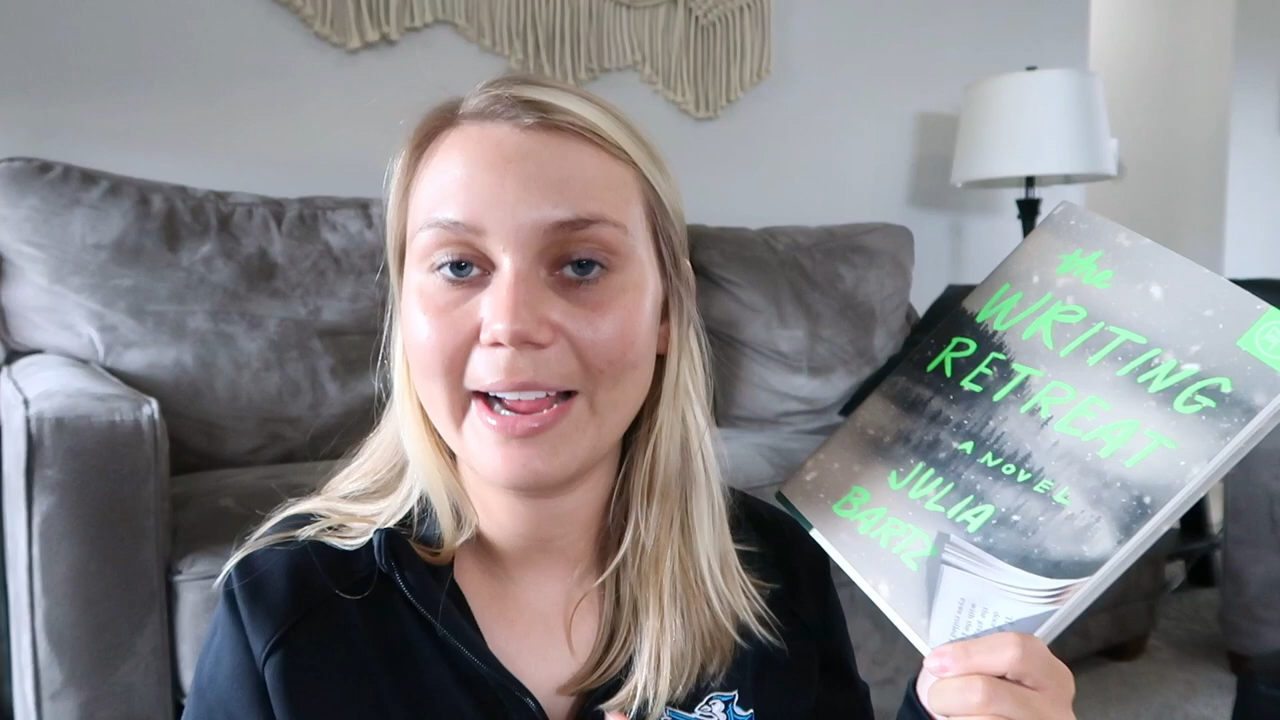 the
WRITING
RETREAT
A NOVEL
JULIA
BARTZ